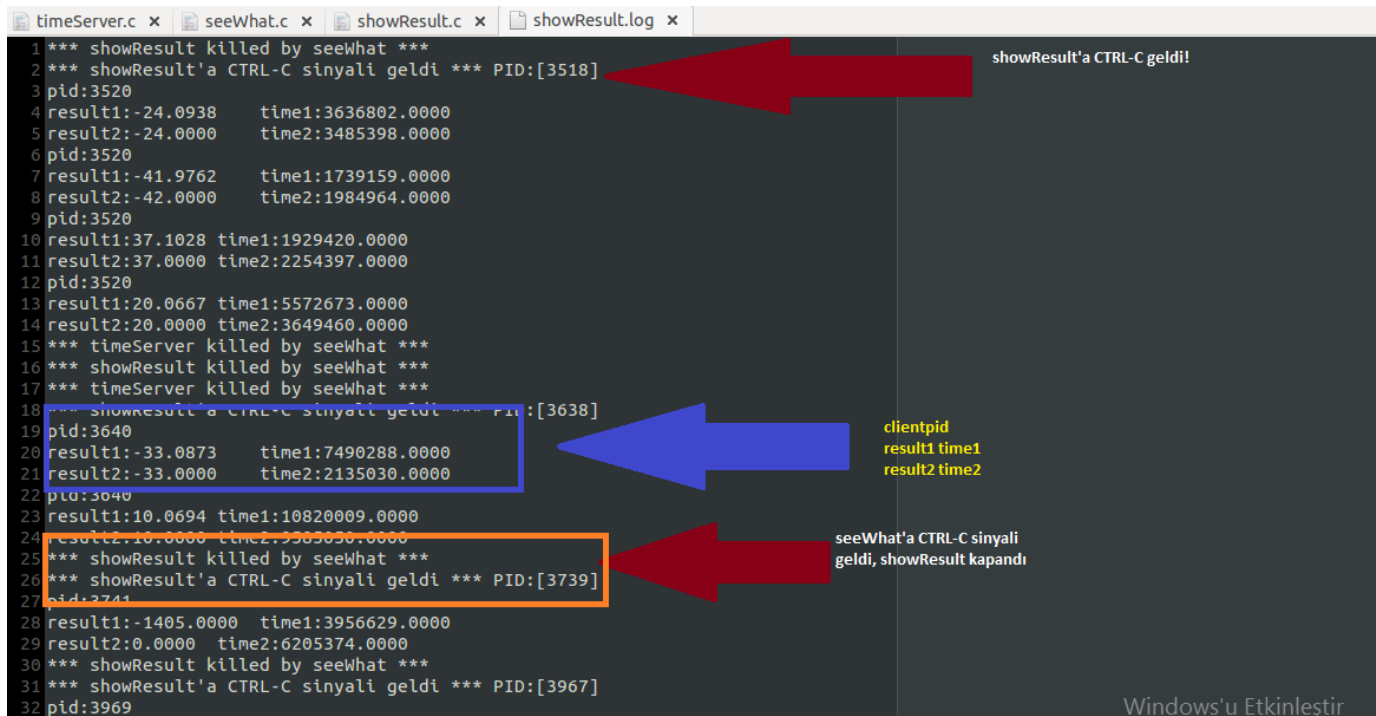 timeServer.c × seeWhat.c × showResult.c × showResult.log ×
1 *** showResult killed by seeWhat ***
2 *** showResult'a CTRL-C sinyali geldi *** PID:[3518]
3 pid:3520
4 result1:-24.0938 time1:3636802.0000
5 result2:-24.0000 time2:3485398.0000
6 pid:3520
7 result1:-41.9762 time1:1739159.0000
8 result2:-42.0000 time2:1984964.0000
9 pid:3520
10 result1:37.1028 time1:1929420.0000
11 result2:37.0000 time2:2254397.0000
12 pid:3520
13 result1:20.0667 time1:5572673.0000
14 result2:20.0000 time2:3649460.0000
15 *** timeServer killed by seeWhat ***
16 *** showResult killed by seeWhat ***
17 *** timeServer killed by seeWhat ***
18 *** showResult'a CTRL-C sinyali geldi *** PID:[3638]
19 pid:3640
20 result1:-33.0873 time1:7490288.0000
21 result2:-33.0000 time2:2135030.0000
22 pid:3640
23 result1:10.0694 time1:10820009.0000
24 result2:10.0000
25 *** showResult killed by seeWhat ***
26 *** showResult'a CTRL-C sinyali geldi *** PID:[3739]
27 pid:3741
28 result1:-1405.0000 time1:3956629.0000
29 result2:0.0000 time2:6205374.0000
30 *** showResult killed by seeWhat ***
31 *** showResult'a CTRL-C sinyali geldi *** PID:[3967]
32 pid:3969
showResult'a CTRL-C geldi!
clientpid
result1 time1
result2 time2
seeWhat'a CTRL-C sinyali
geldi, showResult kapandı
Windows'u Etkinleştir